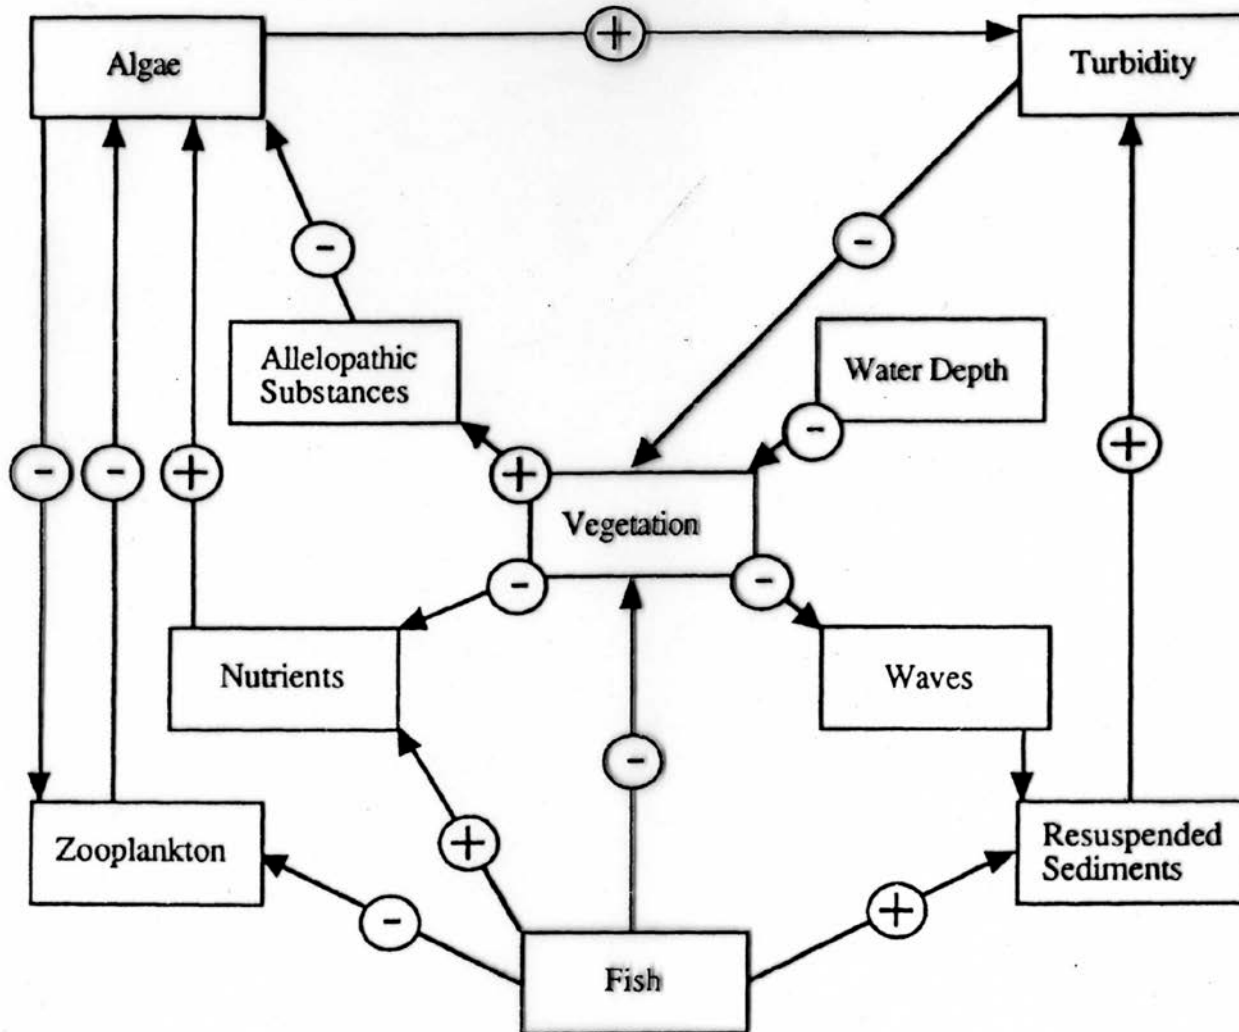 Algae
+
Turbidity
-
-
Allelopathic
Substances
Water Depth
-
-
-
+
+
+
Vegetation
-
-
Nutrients
Waves
-
+
Zooplankton
Resuspended
Sediments
-
+
Fish